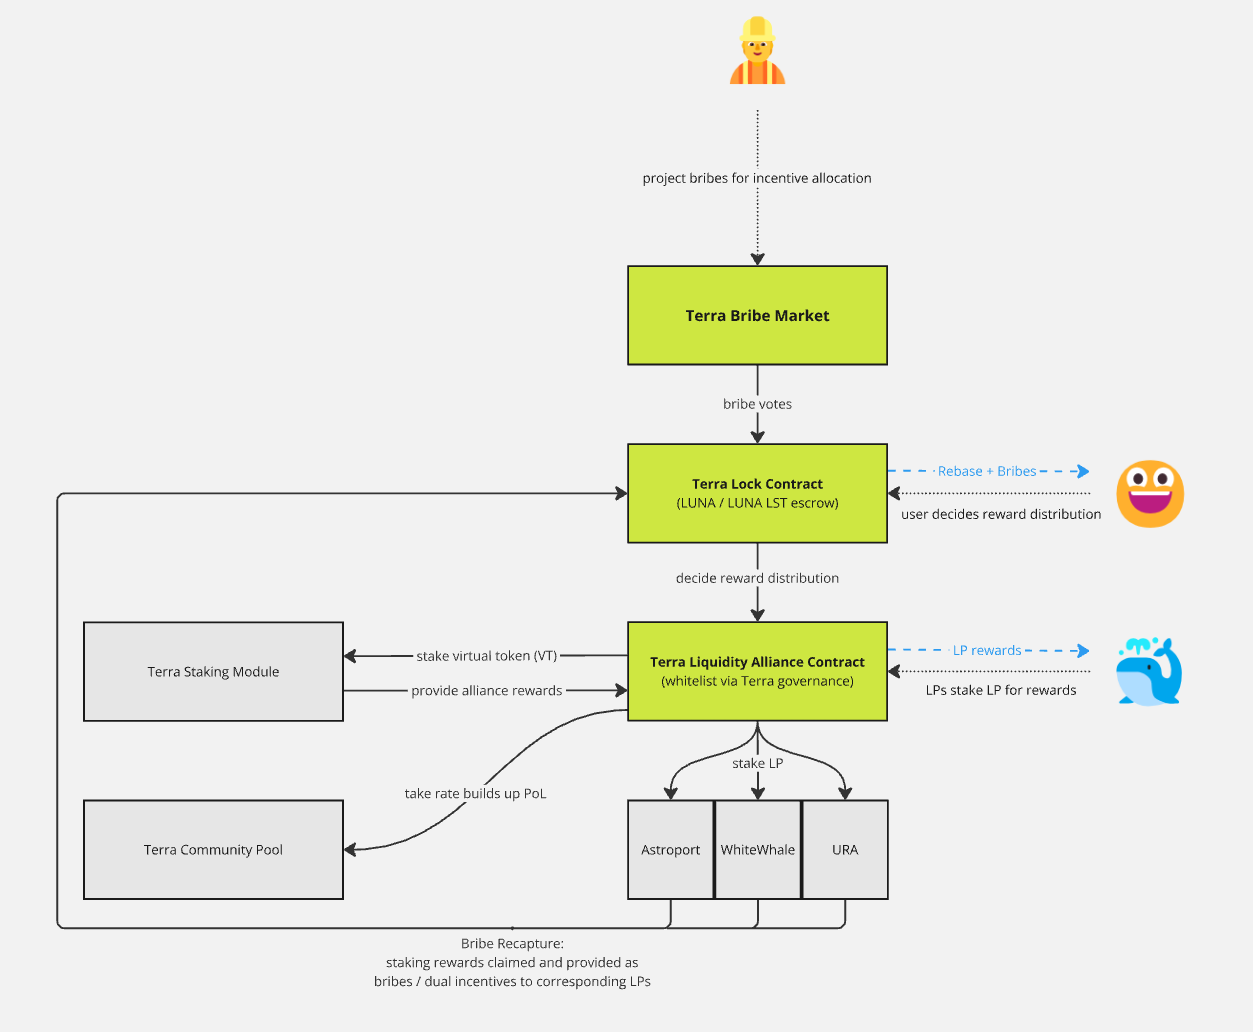 project bribes for incentive allocation
Terra Bribe Market
bribe votes
Terra Lock Contract
(LUNA / LUNA LST escrow)
Rebase + Bribes
user decides reward distribution
decide reward distribution
Terra Staking Module
stake virtual token (VT)
provide alliance rewards
Terra Liquidity Alliance Contract
(whitelist via Terra governance)
LP rewards
LPs stake LP for rewards
take rate builds up PoL
stake LP
Terra Community Pool
Astroport
WhiteWhale
URA
Bribe Recapture:
staking rewards claimed and provided as
bribes / dual incentives to corresponding LPs